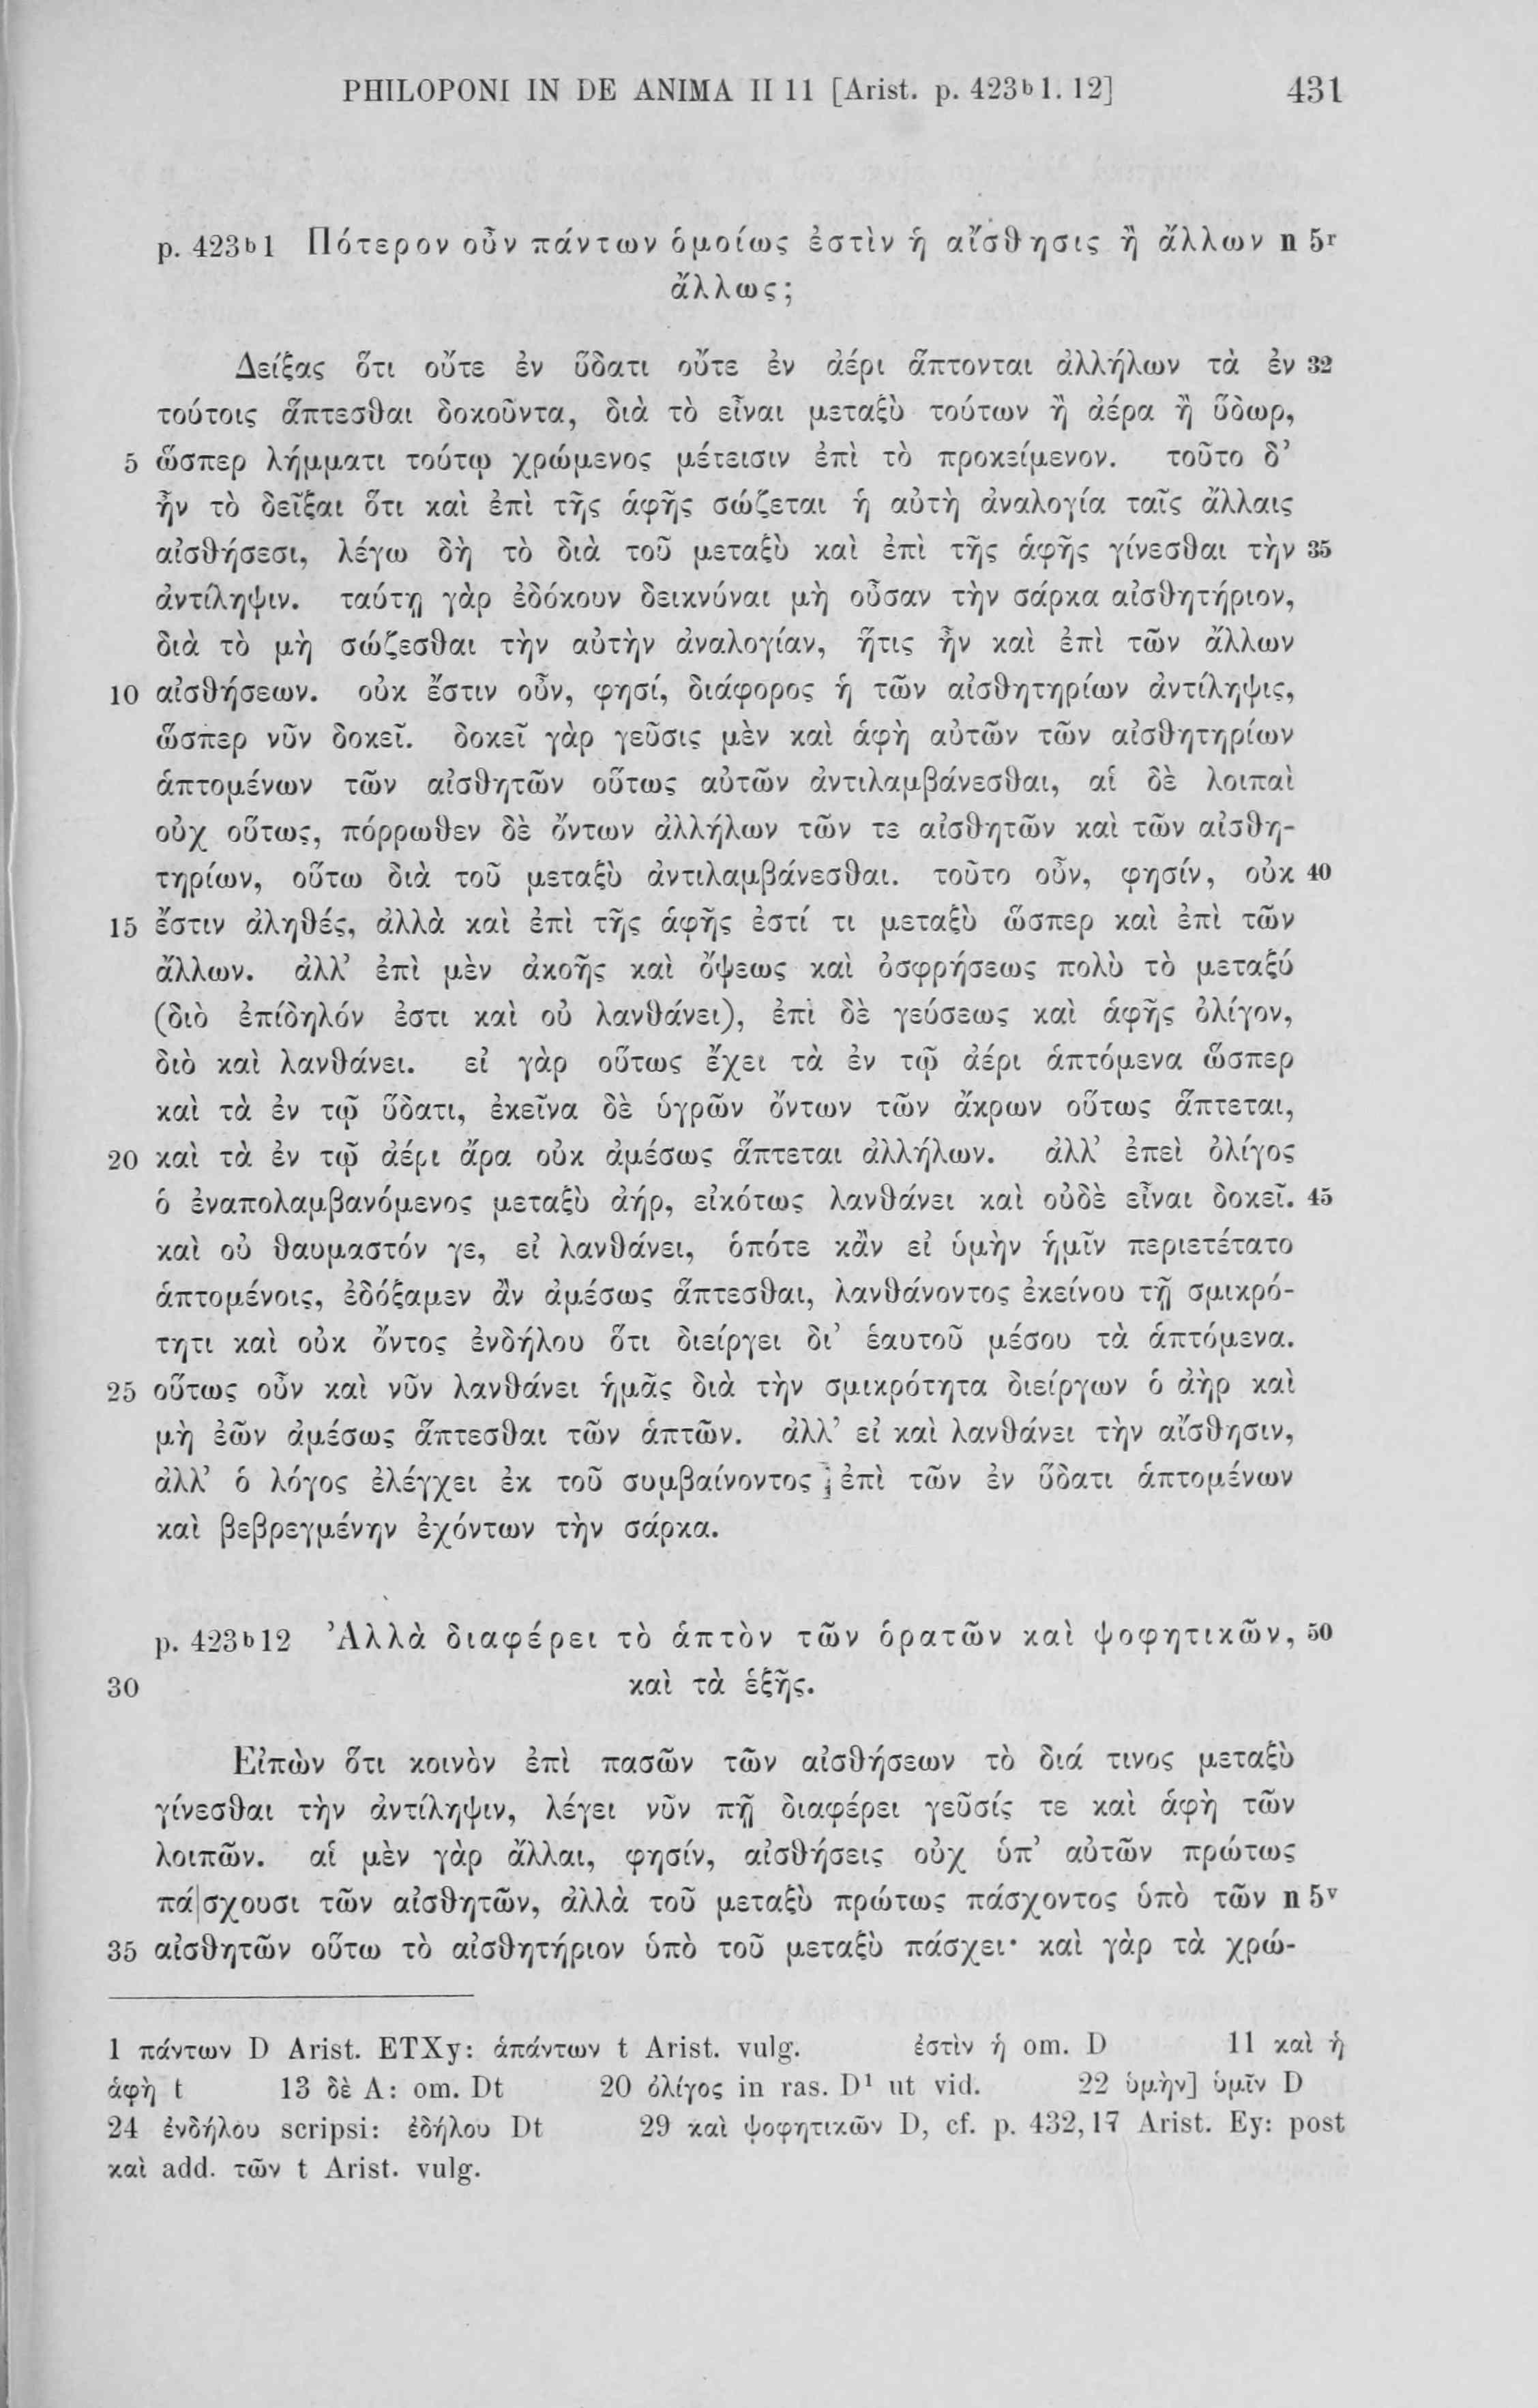 PHILOPONI IN DE ANIMA II 11 [Arist. p. 423b 1. 12] 431
p. 423b1 Πότερον οὖν πάντων ὁμοίως ἐστὶν ἡ αἴσθησις ἢ ἄλλων n 5r
ἄλλως;
Δείξας ὅτι οὔτε ἐν ὕδατι οὔτε ἐν ἀέρι ἅπτονται ἀλλήλων τὰ ἐν 32
τούτοις ἅπτεσθαι δοκοῦντα, διὰ τὸ εἶναι μεταξὺ τούτων ἢ ἀέρα ἢ ὕδωρ,
5 ὥσπερ λήμματι τούτῳ χρώμενος μέτεισιν ἐπὶ τὸ προκείμενον. τοῦτο δ’
ἦν τὸ δεῖξαι ὅτι καὶ ἐπὶ τῆς ἁφῆς σώζεται ἡ αὐτὴ ἀναλογία ταῖς ἄλλαις
αἰσθήσεσι, λέγω δὴ τὸ διὰ τοῦ μεταξὺ καὶ ἐπὶ τῆς ἁφῆς γίνεσθαι τὴν 35
ἀντίληψιν. ταύτῃ γὰρ ἐδόκουν δεικνύναι μὴ οὖσαν τὴν σάρκα αἰσθητήριον,
διὰ τὸ μὴ σώζεσθαι τὴν αὐτὴν ἀναλογίαν, ἥτις ἦν καὶ ἐπὶ τῶν ἄλλων
10 αἰσθήσεων. οὐκ ἔστιν οὖν, φησί, διάφορος ἡ τῶν αἰσθητηρίων ἀντίληψις,
ὥσπερ νῦν δοκεῖ. δοκεῖ γὰρ γεῦσις μὲν καὶ ἁφὴ αὐτῶν τῶν αἰσθητηρίων
ἁπτομένων τῶν αἰσθητῶν οὕτως αὐτῶν ἀντιλαμβάνεσθαι, αἱ δὲ λοιπαὶ
οὐχ οὕτως, πόρρωθεν δὲ ὄντων ἀλλήλων τῶν τε αἰσθητῶν καὶ τῶν αἰσθη-
τηρίων, οὕτω διὰ τοῦ μεταξὺ ἀντιλαμβάνεσθαι. τοῦτο οὖν, φησίν, οὐκ 40
15 ἔστιν ἀληθές, ἀλλὰ καὶ ἐπὶ τῆς ἁφῆς ἐστί τι μεταξὺ ὥσπερ καὶ ἐπὶ τῶν
ἄλλων. ἀλλ’ ἐπὶ μὲν ἀκοῆς καὶ ὄψεως καὶ ὀσφρήσεως πολὺ τὸ μεταξύ
(διὸ ἐπίδηλόν ἐστι καὶ οὐ λανθάνει), ἐπὶ δὲ γεύσεως καὶ ἁφῆς ὀλίγον,
διὸ καὶ λανθάνει. εἰ γὰρ οὕτως ἔχει τὰ ἐν τῷ ἀέρι ἁπτόμενα ὥσπερ
καὶ τὰ ἐν τῷ ὕδατι, ἐκεῖνα δὲ ὑγρῶν ὄντων τῶν ἄκρων οὕτως ἅπτεται,
20 καὶ τὰ ἐν τῷ ἀέρι ἄρα οὐκ ἀμέσως ἅπτεται ἀλλήλων. ἀλλ’ ἐπεὶ ὀλίγος
ὁ ἐναπολαμβανόμενος μεταξὺ ἀήρ, εἰκότως λανθάνει καὶ οὐδὲ εἶναι δοκεῖ. 45
καὶ οὐ θαυμαστόν γε, εἰ λανθάνει, ὁπότε κἂν εἰ ὑμὴν ἡμῖν περιετέτατο
ἁπτομένοις, ἐδόξαμεν ἂν ἀμέσως ἅπτεσθαι, λανθάνοντος ἐκείνου τῇ σμικρό-
τητι καὶ οὐκ ὄντος ἐνδήλου ὅτι διείργει δι’ ἑαυτοῦ μέσου τὰ ἁπτόμενα.
25 οὕτως οὖν καὶ νῦν λανθάνει ἡμᾶς διὰ τὴν σμικρότητα διείργων ὁ ἀὴρ καὶ
μὴ ἐῶν ἀμέσως ἅπτεσθαι τῶν ἁπτῶν. ἀλλ’ εἰ καὶ λανθάνει τὴν αἴσθησιν,
ἀλλ’ ὁ λόγος ἐλέγχει ἐκ τοῦ συμβαίνοντος ἐπὶ τῶν ἐν ὕδατι ἁπτομένων
καὶ βεβρεγμένην ἐχόντων τὴν σάρκα.
p. 423b12 Ἀλλὰ διαφέρει τὸ ἁπτὸν τῶν ὁρατῶν καὶ ψοφητικῶν, 50
30 καὶ τὰ ἑξῆς.
Εἰπὼν ὅτι κοινὸν ἐπὶ πασῶν τῶν αἰσθήσεων τὸ διά τινος μεταξὺ
γίνεσθαι τὴν ἀντίληψιν, λέγει νῦν πῇ διαφέρει γεῦσίς τε καὶ ἁφὴ τῶν
λοιπῶν. αἱ μὲν γὰρ ἄλλαι, φησίν, αἰσθήσεις οὐχ ὑπ’ αὐτῶν πρώτως
πά|σχουσι τῶν αἰσθητῶν, ἀλλὰ τοῦ μεταξὺ πρώτως πάσχοντος ὑπὸ τῶν n 5v
35 αἰσθητῶν οὕτω τὸ αἰσθητήριον ὑπὸ τοῦ μεταξὺ πάσχει· καὶ γὰρ τὰ χρώ-
1 πάντων D Arist. ETXy: ἁπάντων t Arist. vulg. ἐστὶν ἡ om. D 11 καὶ ἡ
ἁφὴ t 13 δὲ A: om. Dt 20 ὀλίγος in ras. D1 ut vid. 22 ὑμὴν] ὑμῖν D
24 ἐνδήλου scripsi: ἐδήλου Dt 29 καὶ ψοφητικῶν D, cf. p. 432,17 Arist. Ey: post
καὶ add. τῶν t Arist. vulg.